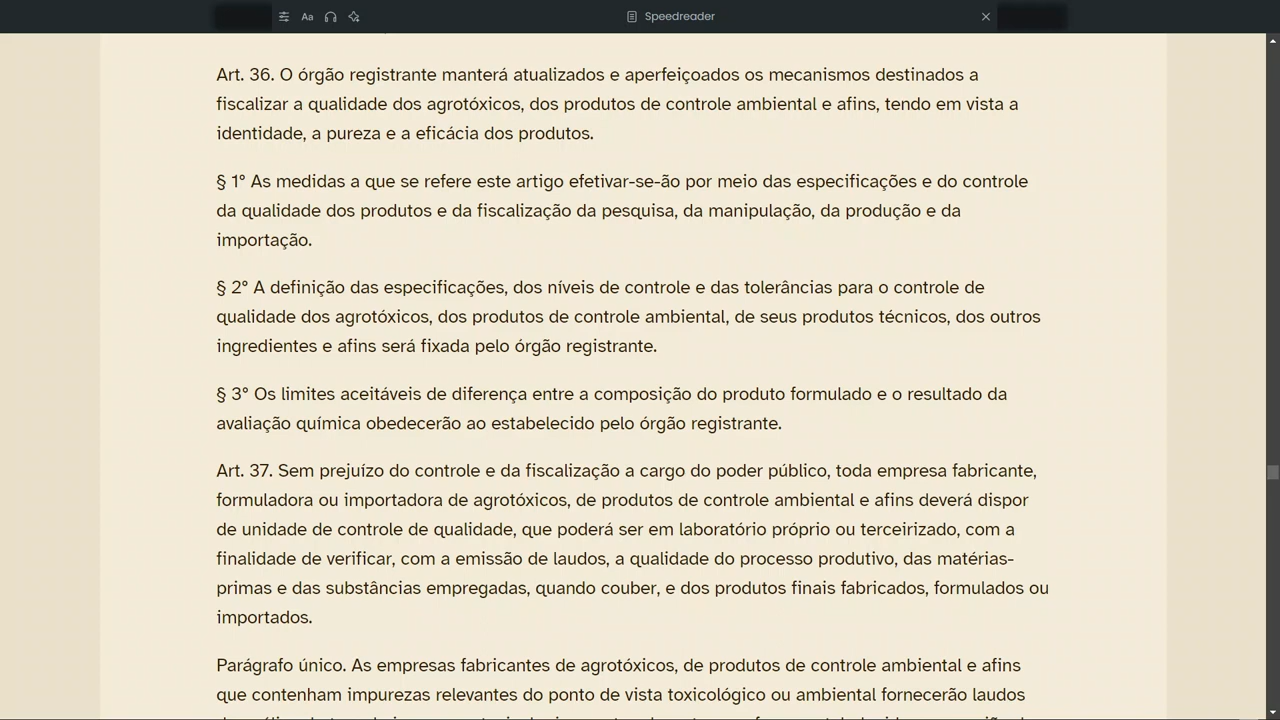 Aa
Speedreader
Art. 36. O órgão registrante manterá atualizados e aperfeiçoados os mecanismos destinados a
fiscalizar a qualidade dos agrotóxicos, dos produtos de controle ambiental e afins, tendo em vista a
identidade, a pureza e a eficácia dos produtos.
§ 1º As medidas a que se refere este artigo efetivar-se-ão por meio das especificações e do controle
da qualidade dos produtos e da fiscalização da pesquisa, da manipulação, da produção e da
importação.
§ 2º A definição das especificações, dos níveis de controle e das tolerâncias para o controle de
qualidade dos agrotóxicos, dos produtos de controle ambiental, de seus produtos técnicos, dos outros
ingredientes e afins será fixada pelo órgão registrante.
§ 3º Os limites aceitáveis de diferença entre a composição do produto formulado e o resultado da
avaliação química obedecerão ao estabelecido pelo órgão registrante.
Art. 37. Sem prejuízo do controle e da fiscalização a cargo do poder público, toda empresa fabricante,
formuladora ou importadora de agrotóxicos, de produtos de controle ambiental e afins deverá dispor
de unidade de controle de qualidade, que poderá ser em laboratório próprio ou terceirizado, com a
finalidade de verificar, com a emissão de laudos, a qualidade do processo produtivo, das matérias-
primas e das substâncias empregadas, quando couber, e dos produtos finais fabricados, formulados ou
importados.
Parágrafo único. As empresas fabricantes de agrotóxicos, de produtos de controle ambiental e afins
que contenham impurezas relevantes do ponto de vista toxicológico ou ambiental fornecerão laudos